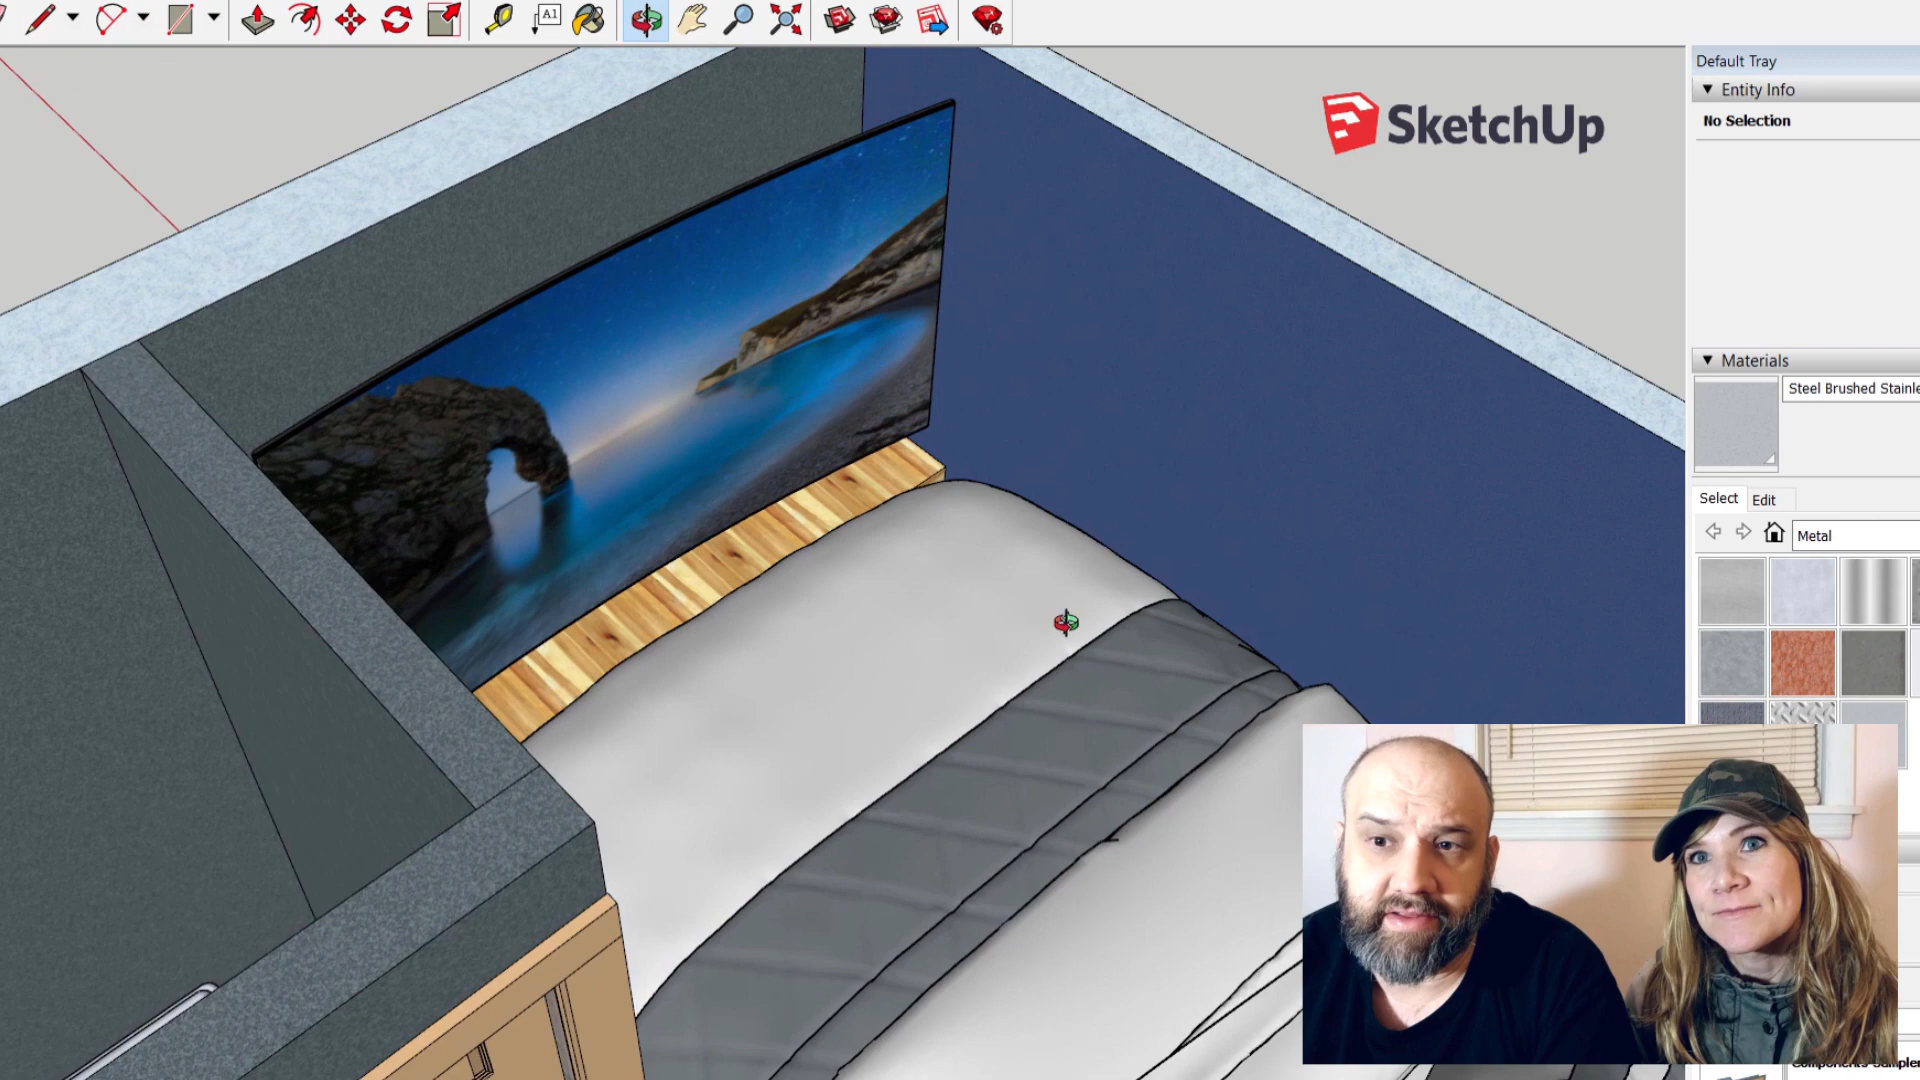 A1
Default Tray
Entity Info
No Selection
SketchUp
Materials
Steel Brushed Stainle
Select Edit
Metal